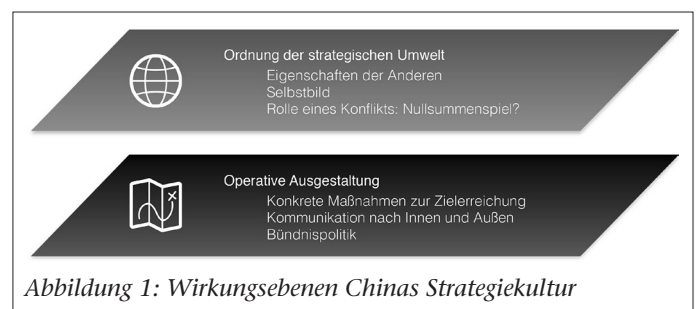 Ordnung der strategischen Umwelt
Eigenschaften der Anderen
Selbstbild
Rolle eines Konflikts: Nullsummenspiel?
Operative Ausgestaltung
Konkrete Maßnahmen zur Zielerreichung
Kommunikation nach Innen und Außen
Bündnispolitik
Abbildung 1: Wirkungsebenen Chinas Strategiekultur